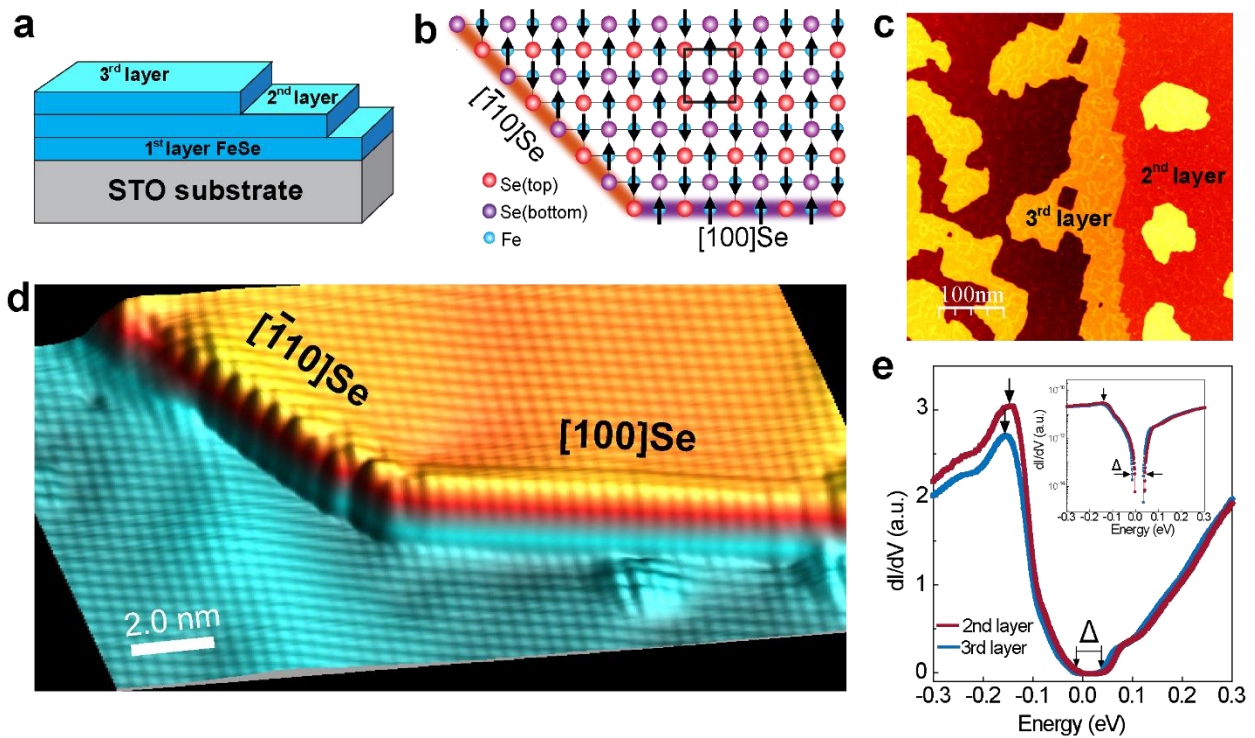 a
3rd layer
2nd layer
1st layer FeSe
STO substrate
b
[1̄10]Se
Se(top)
Se(bottom)
Fe
[100]Se
c
2nd layer
3rd layer
100nm
d
[1̄10]Se
[100]Se
2.0 nm
e
dI/dV (a.u.)
3
2
1
0
-0.3 -0.2 -0.1 0.0 0.1 0.2 0.3
Energy (eV)
2nd layer
3rd layer
Δ
dI/dV (a.u.)
Δ
-0.3 -0.2 -0.1 0.0 0.1 0.2 0.3
Energy (eV)